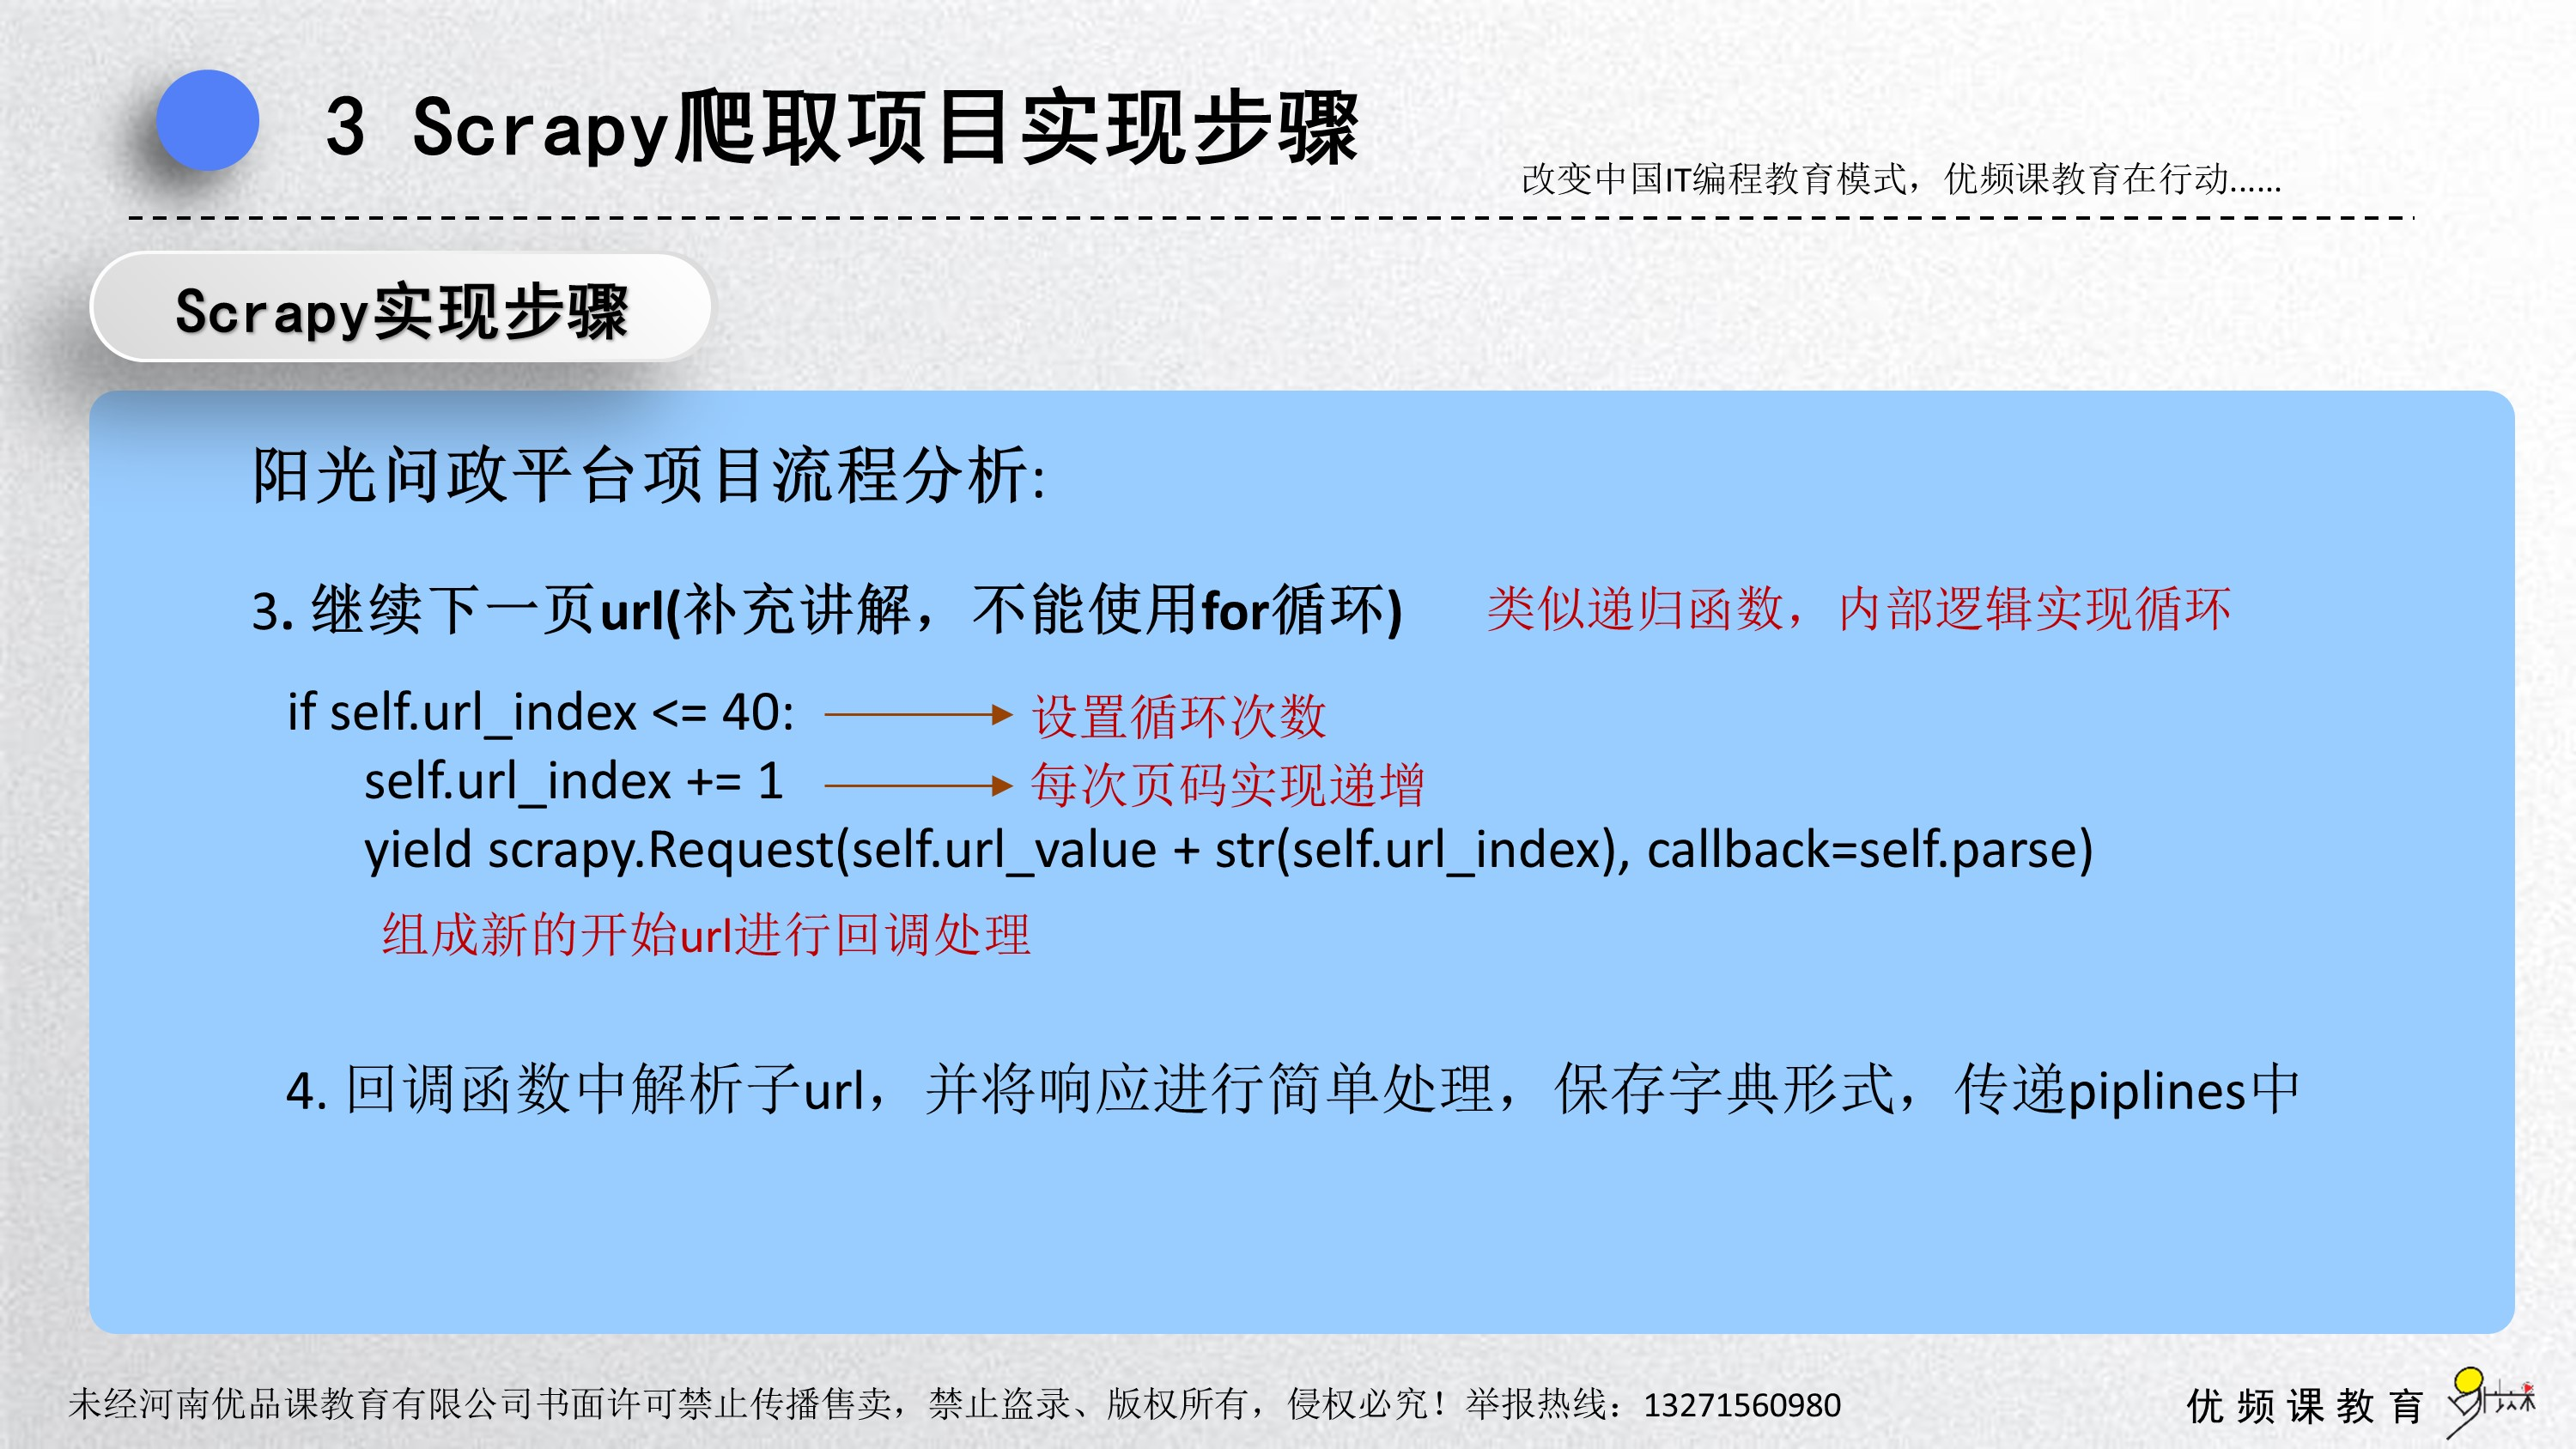 3 Scrapy爬取项目实现步骤
改变中国IT编程教育模式，优频课教育在行动……
Scrapy实现步骤
阳光问政平台项目流程分析:
3. 继续下一页url(补充讲解，不能使用for循环) 类似递归函数，内部逻辑实现循环
if self.url_index <= 40: 设置循环次数
self.url_index += 1 每次页码实现递增
yield scrapy.Request(self.url_value + str(self.url_index), callback=self.parse)
组成新的开始url进行回调处理
4. 回调函数中解析子url，并将响应进行简单处理，保存字典形式，传递piplines中
未经河南优品课教育有限公司书面许可禁止传播售卖，禁止盗录、版权所有，侵权必究！举报热线：13271560980
优频课教育